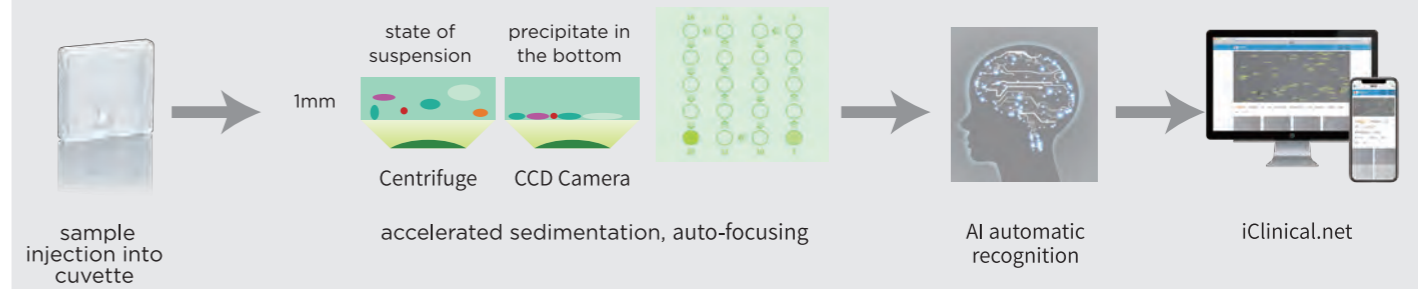 state of
suspension
precipitate in
the bottom
1mm
Centrifuge
CCD Camera
sample
injection into
cuvette
accelerated sedimentation, auto-focusing
AI automatic
recognition
iClinical.net